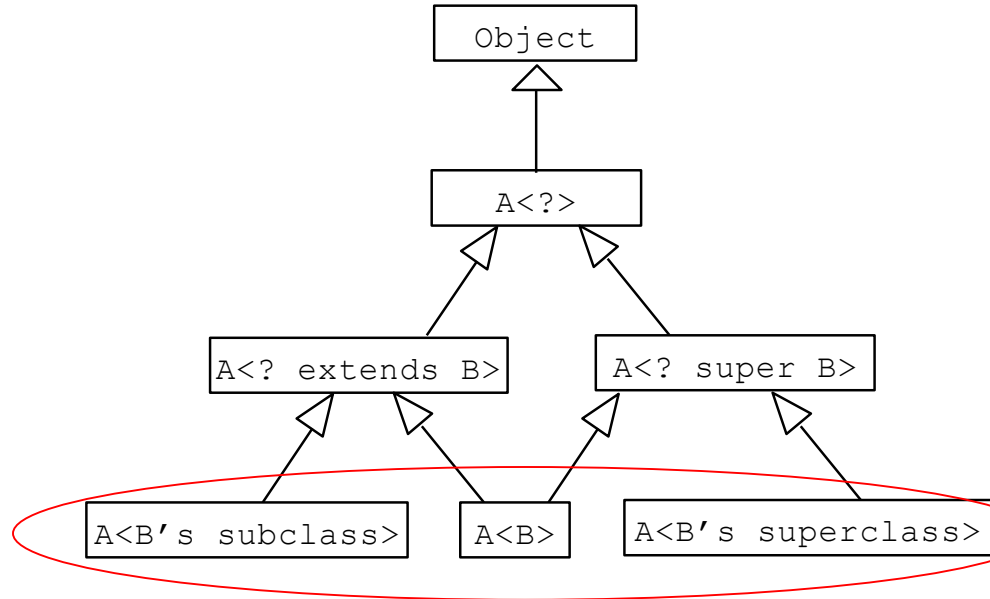 Object
A<?>
A<? extends B>
A<? super B>
A<B’s subclass>
A<B>
A<B’s superclass>